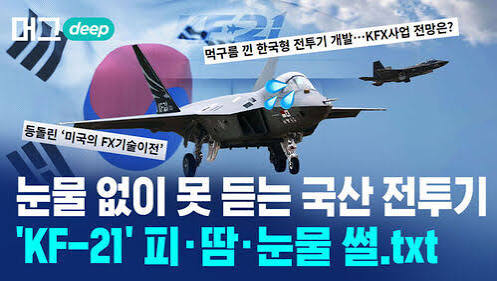 머그 deep
KF-21
먹구름 낀 한국형 전투기 개발…KFX사업 전망은?
등돌린 '미국의 FX기술이전'
눈물 없이 못 듣는 국산 전투기
'KF-21' 피·땀·눈물 썰.txt